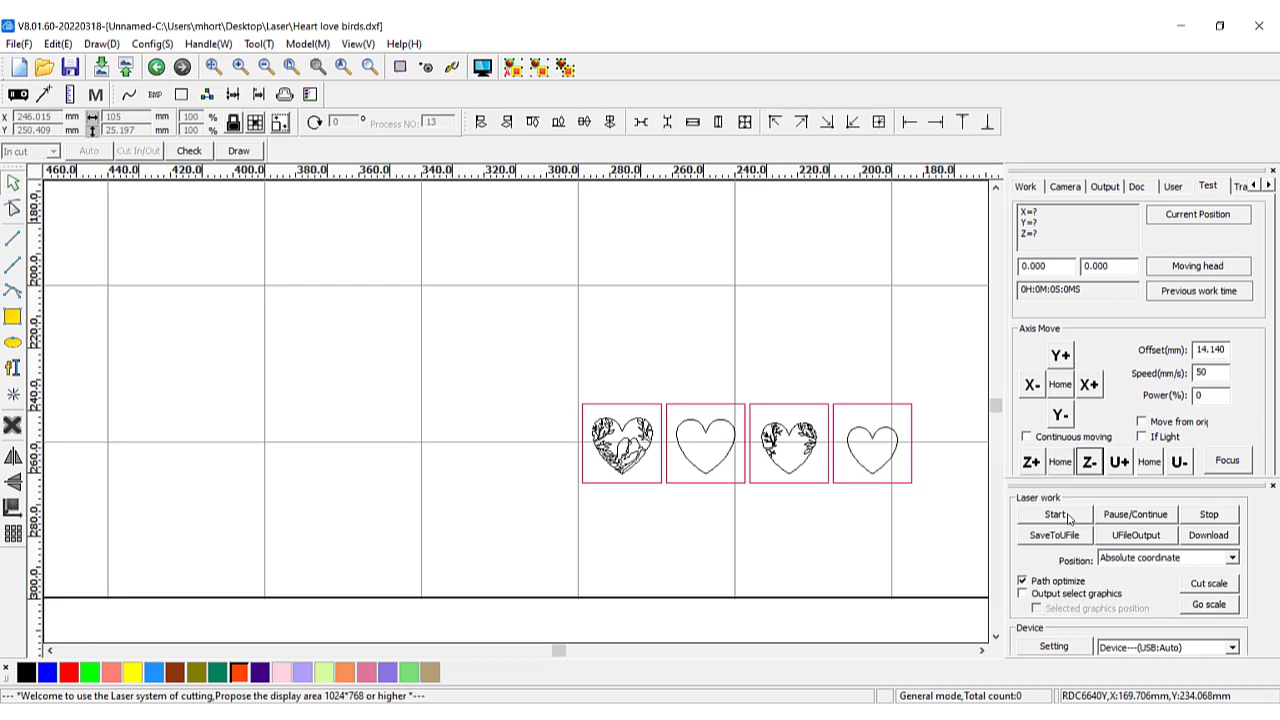 V8.01.60-20220318-[Unnamed-C:\Users\mhort\Desktop\Laser\Heart love birds.dxf]
File(F) Edit(E) Draw(D) Config(S) Handle(W) Tool(T) Model(M) View(V) Help(H)
M BMP
X 246.015 mm 105 mm 100 %
Y 250.409 mm 25.197 mm 100 %
0 ° Process NO: 13
In cut Auto Cut In/Out Check Draw
460.0 440.0 420.0 400.0 380.0 360.0 340.0 320.0 300.0 280.0 260.0 240.0 220.0 200.0 180.0
180.0
200.0
220.0
240.0
260.0
280.0
300.0
Work Camera Output Doc User Test Tra
X=?
Y=?
Z=?
Current Position
0.000 0.000 Moving head
0H:0M:0S:0MS Previous work time
Axis Move
Y+ Offset(mm): 14.140
X- Home X+ Speed(mm/s): 50
Power(%): 0
Y- Move from orig
Continuous moving If Light
Z+ Home Z- U+ Home U- Focus
Laser work
Start Pause/Continue Stop
SaveToUFile UFileOutput Download
Position: Absolute coordinate
Path optimize Cut scale
Output select graphics
Selected graphics position Go scale
Device
Setting Device---(USB:Auto)
--- *Welcome to use the Laser system of cutting,Propose the display area 1024*768 or higher *---
General mode,Total count:0 RDC6640Y,X:169.706mm,Y:234.068mm